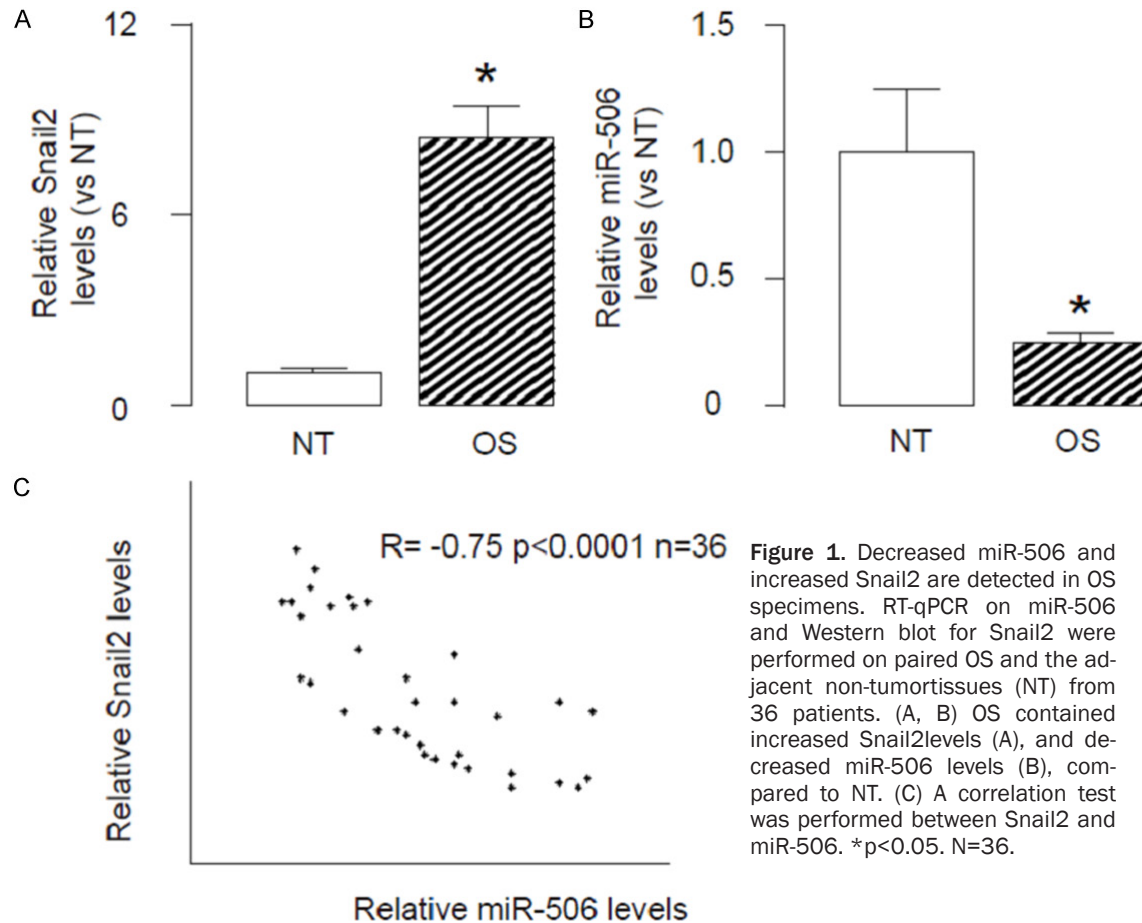 A
12
6
0
Relative Snail2
levels (vs NT)
*
NT
OS
B
1.5
1.0
0.5
0
Relative miR-506
levels (vs NT)
*
NT
OS
C
R= -0.75 p<0.0001 n=36
Relative Snail2 levels
Relative miR-506 levels
Figure 1. Decreased miR-506 and
increased Snail2 are detected in OS
specimens. RT-qPCR on miR-506
and Western blot for Snail2 were
performed on paired OS and the ad-
jacent non-tumortissues (NT) from
36 patients. (A, B) OS contained
increased Snail2levels (A), and de-
creased miR-506 levels (B), com-
pared to NT. (C) A correlation test
was performed between Snail2 and
miR-506. *p<0.05. N=36.